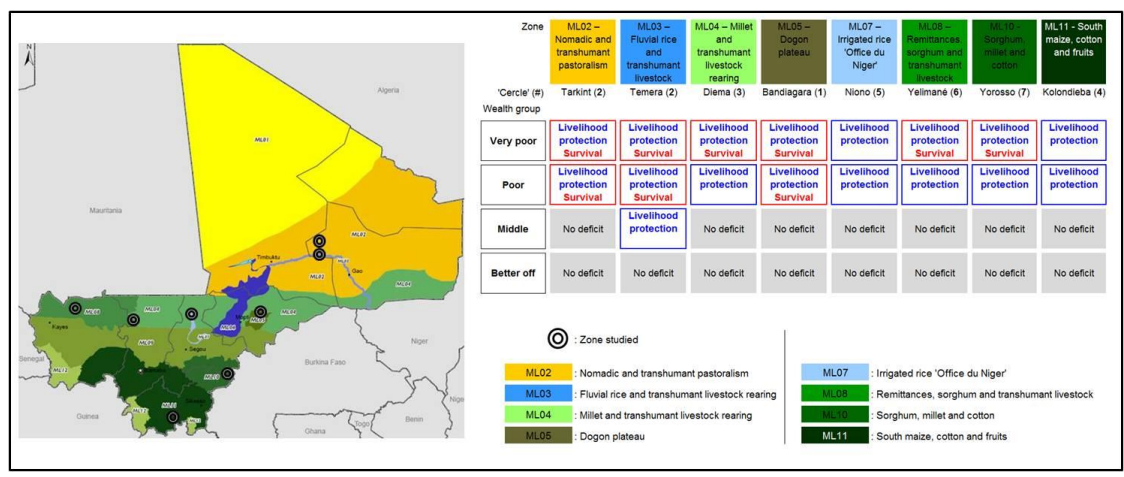 N
Algeria
ML01
Mauritania
ML02
Timbuktu
ML02
Gao
ML04
ML08
ML09
ML04
Kayes
Segou
ML12
Senegal
Burkina Faso
Niger
Guinea
Ghana
Togo
Benin
Zone
ML02 –
Nomadic and
transhumant
pastoralism
ML03 –
Fluvial rice
and
transhumant
livestock
ML04 – Millet
and
transhumant
livestock
rearing
ML05 –
Dogon
plateau
ML07 –
Irrigated rice
'Office du
Niger'
ML08 –
Remittances,
sorghum and
transhumant
livestock
ML10 -
Sorghum,
millet and
cotton
ML11 - South
maize, cotton
and fruits
'Cercle' (#)
Tarkint (2)
Temera (2)
Diema (3)
Bandiagara (1)
Niono (5)
Yelimané (6)
Yorosso (7)
Kolondieba (4)
Wealth group
Very poor
Livelihood
protection
Survival
Livelihood
protection
Survival
Livelihood
protection
Survival
Livelihood
protection
Survival
Livelihood
protection
Livelihood
protection
Survival
Livelihood
protection
Survival
Livelihood
protection
Poor
Livelihood
protection
Survival
Livelihood
protection
Survival
Livelihood
protection
Livelihood
protection
Survival
Livelihood
protection
Livelihood
protection
Livelihood
protection
Livelihood
protection
Middle
No deficit
Livelihood
protection
No deficit
No deficit
No deficit
No deficit
No deficit
No deficit
Better off
No deficit
No deficit
No deficit
No deficit
No deficit
No deficit
No deficit
No deficit
: Zone studied
ML02 : Nomadic and transhumant pastoralism
ML03 : Fluvial rice and transhumant livestock rearing
ML04 : Millet and transhumant livestock rearing
ML05 : Dogon plateau
ML07 : Irrigated rice 'Office du Niger'
ML08 : Remittances, sorghum and transhumant livestock
ML10 : Sorghum, millet and cotton
ML11 : South maize, cotton and fruits